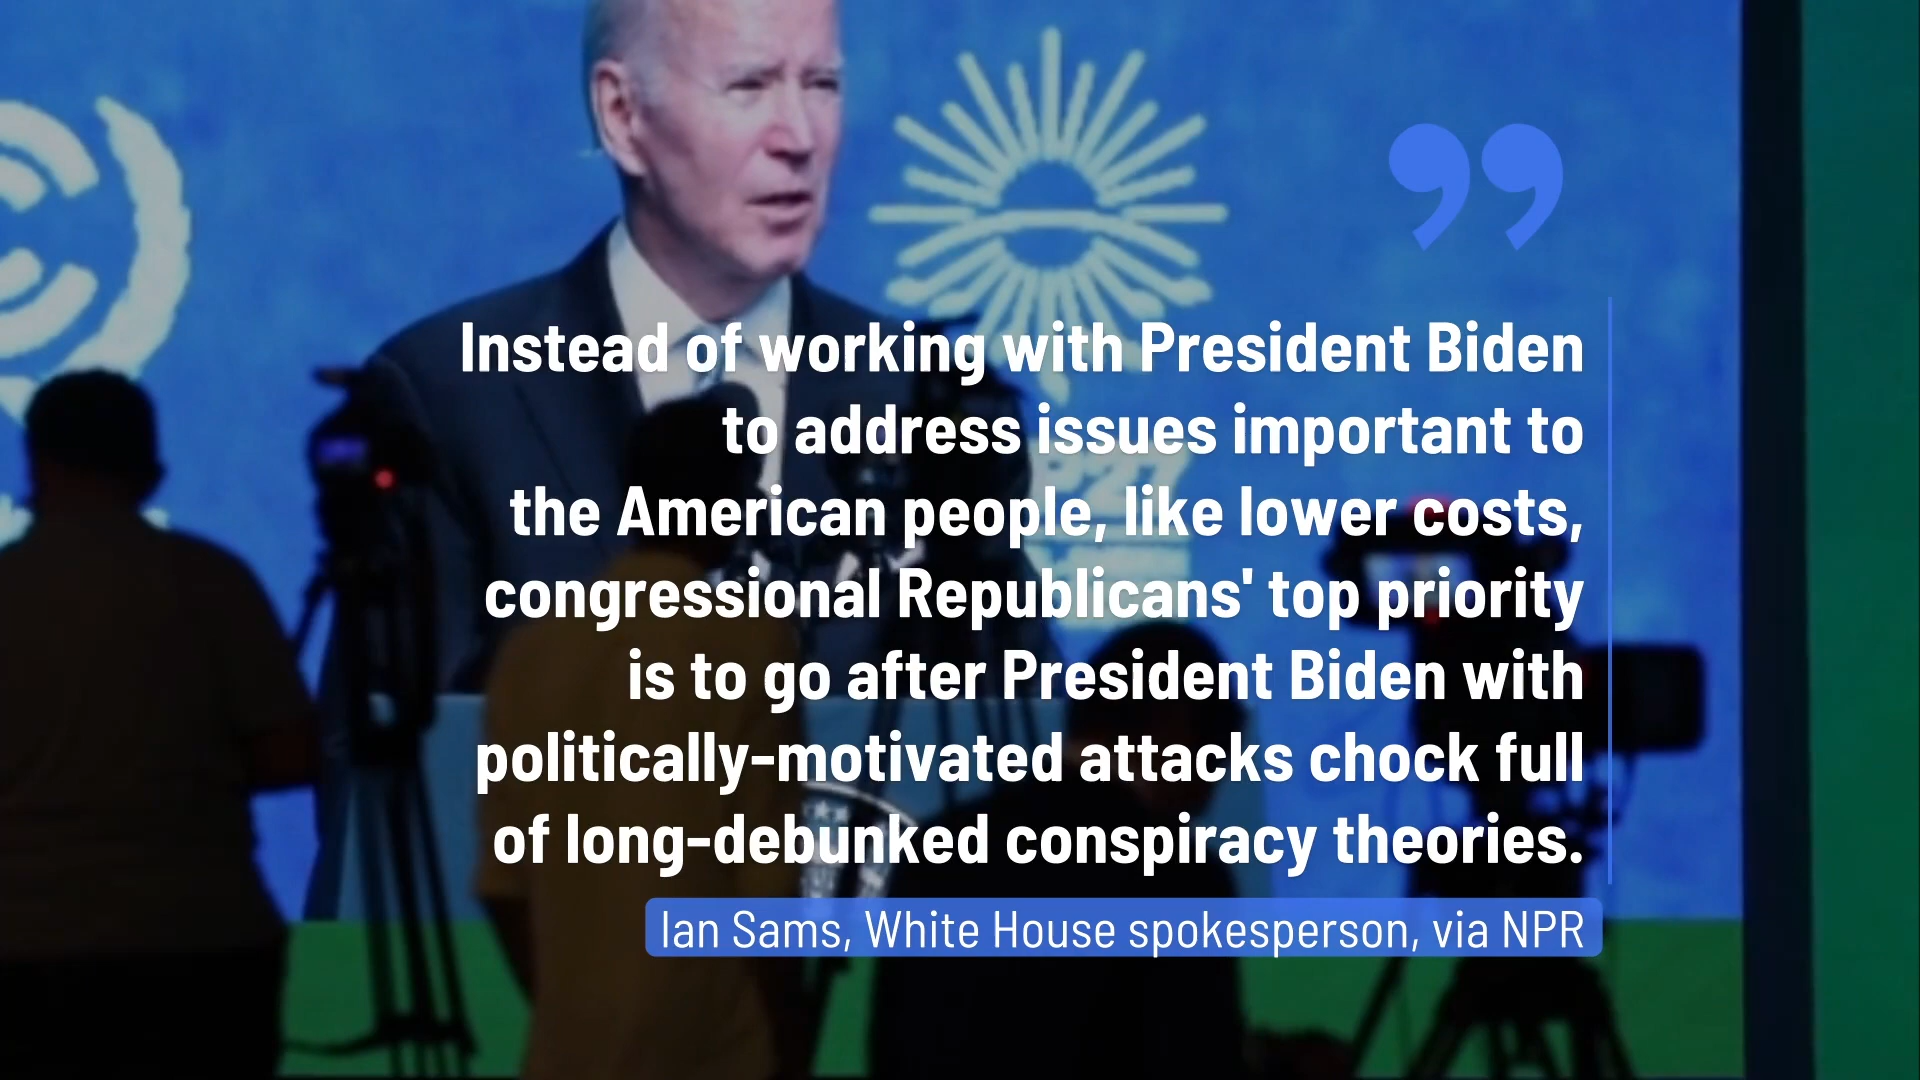 Instead of working with President Biden
to address issues important to
the American people, like lower costs,
congressional Republicans' top priority
is to go after President Biden with
politically-motivated attacks chock full
of long-debunked conspiracy theories.
Ian Sams, White House spokesperson, via NPR